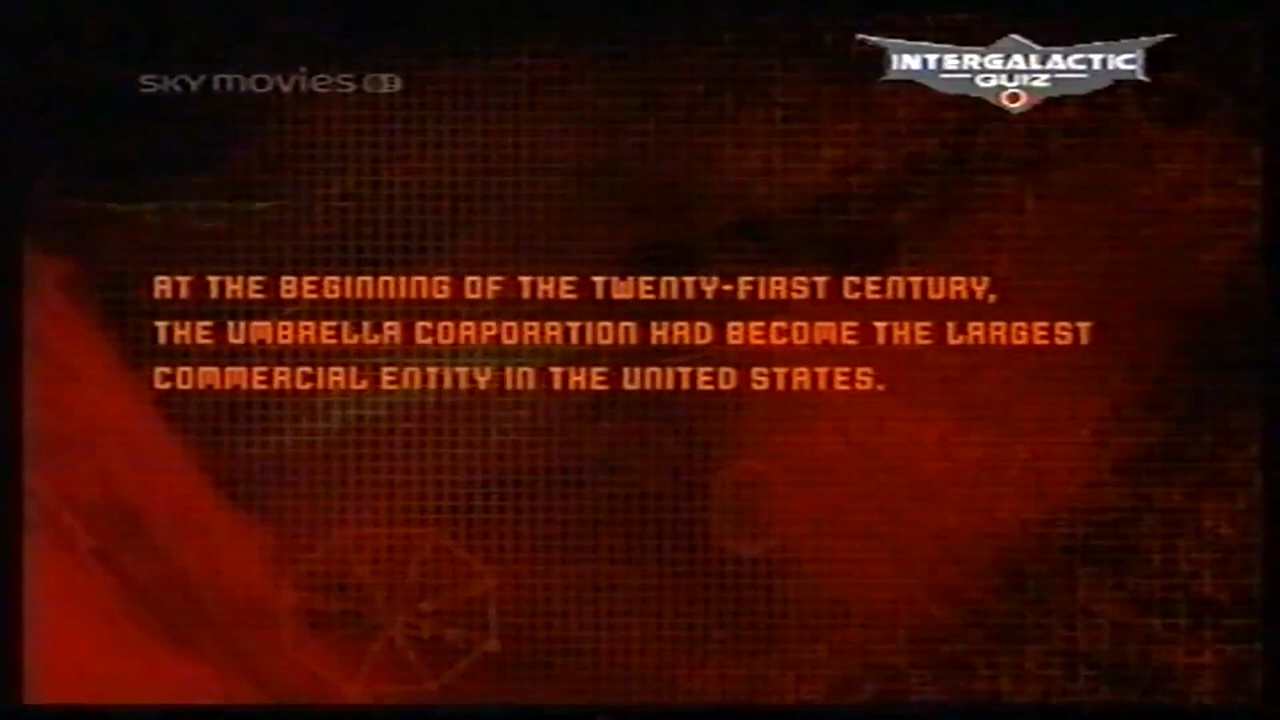 INTERGALACTIC
QUIZ
sky movies 9
AT THE BEGINNING OF THE TWENTY-FIRST CENTURY,
THE UMBRELLA CORPORATION HAD BECOME THE LARGEST
COMMERCIAL ENTITY IN THE UNITED STATES.